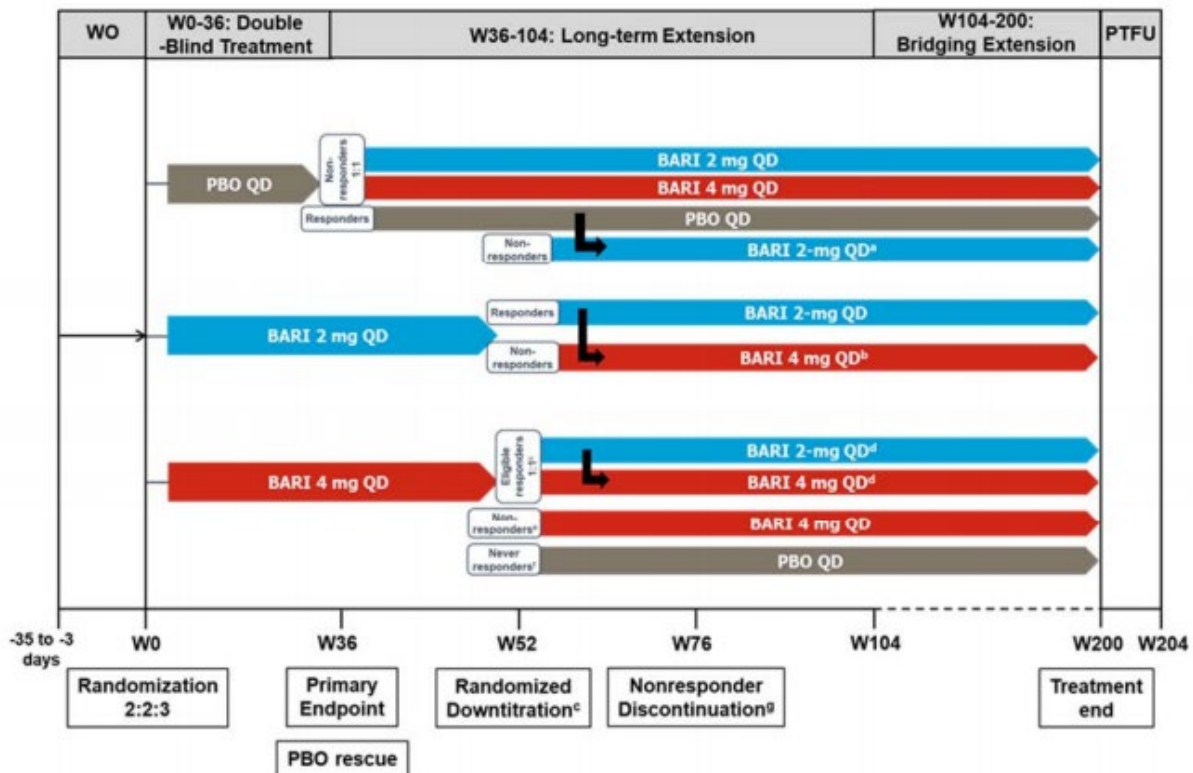 WO
W0-36: Double
-Blind Treatment
W36-104: Long-term Extension
W104-200:
Bridging Extension
PTFU
PBO QD
Non-
responders
1:1
BARI 2 mg QD
BARI 4 mg QD
Responders
PBO QD
Non-
responders
BARI 2-mg QDᵃ
BARI 2 mg QD
Responders
BARI 2-mg QD
Non-
responders
BARI 4 mg QDᵇ
BARI 4 mg QD
Eligible
responders
1:1ᶜ
BARI 2-mg QDᵈ
BARI 4 mg QDᵈ
Non-
respondersᵉ
BARI 4 mg QD
Never
respondersᶠ
PBO QD
-35 to -3
days
W0
W36
W52
W76
W104
W200
W204
Randomization
2:2:3
Primary
Endpoint
Randomized
Downtitrationᶜ
Nonresponder
Discontinuationᵍ
Treatment
end
PBO rescue